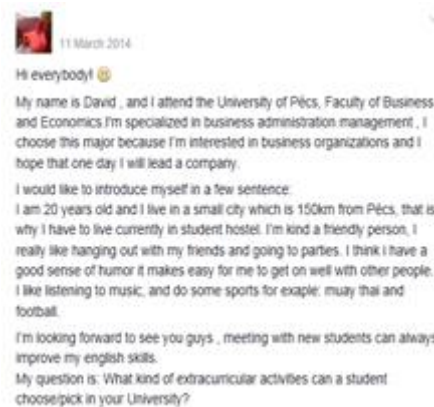 11 March 2014
Hi everybody!
My name is David , and I attend the University of Pécs, Faculty of Business
and Economics I'm specialized in business administration management , I
choose this major because I'm interested in business organizations and I
hope that one day I will lead a company.
I would like to introduce myself in a few sentence:
I am 20 years old and I live in a small city which is 150km from Pécs, that is
why I have to live currently in student hostel. I'm kind a friendly person, I
really like hanging out with my friends and going to parties. I think i have a
good sense of humor it makes easy for me to get on well with other people.
I like listening to music, and do some sports for exaple: muay thai and
football.
I'm looking forward to see you guys , meeting with new students can always
improve my english skills.
My question is: What kind of extracurricular activities can a student
choose/pick in your University?